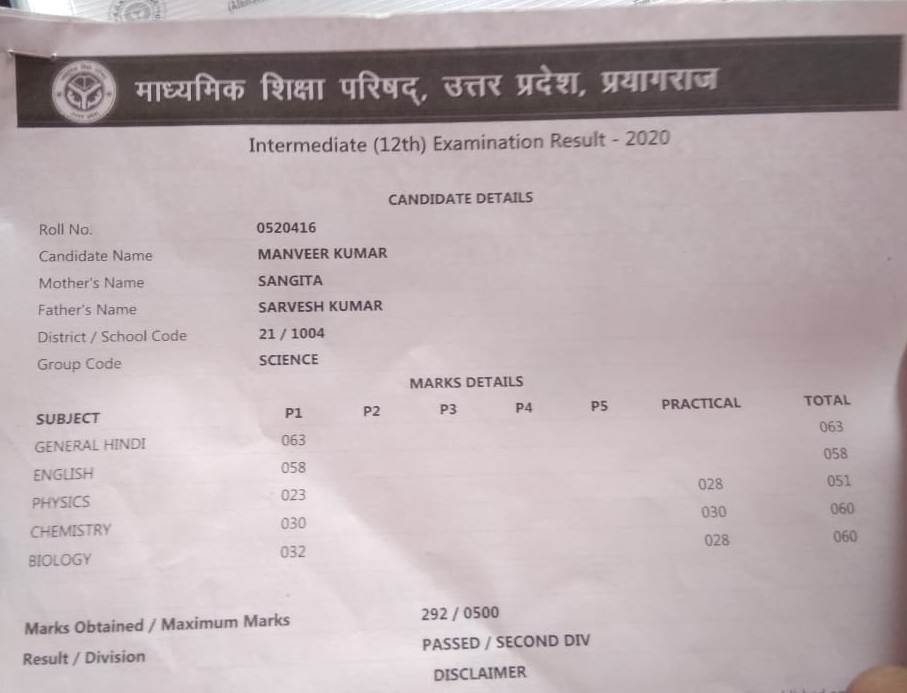 माध्यमिक शिक्षा परिषद्, उत्तर प्रदेश, प्रयागराज
Intermediate (12th) Examination Result - 2020
CANDIDATE DETAILS
Roll No. 0520416
Candidate Name MANVEER KUMAR
Mother's Name SANGITA
Father's Name SARVESH KUMAR
District / School Code 21 / 1004
Group Code SCIENCE
MARKS DETAILS
SUBJECT P1 P2 P3 P4 P5 PRACTICAL TOTAL
GENERAL HINDI 063 063
ENGLISH 058 058
PHYSICS 023 028 051
CHEMISTRY 030 030 060
BIOLOGY 032 028 060
Marks Obtained / Maximum Marks 292 / 0500
Result / Division PASSED / SECOND DIV
DISCLAIMER